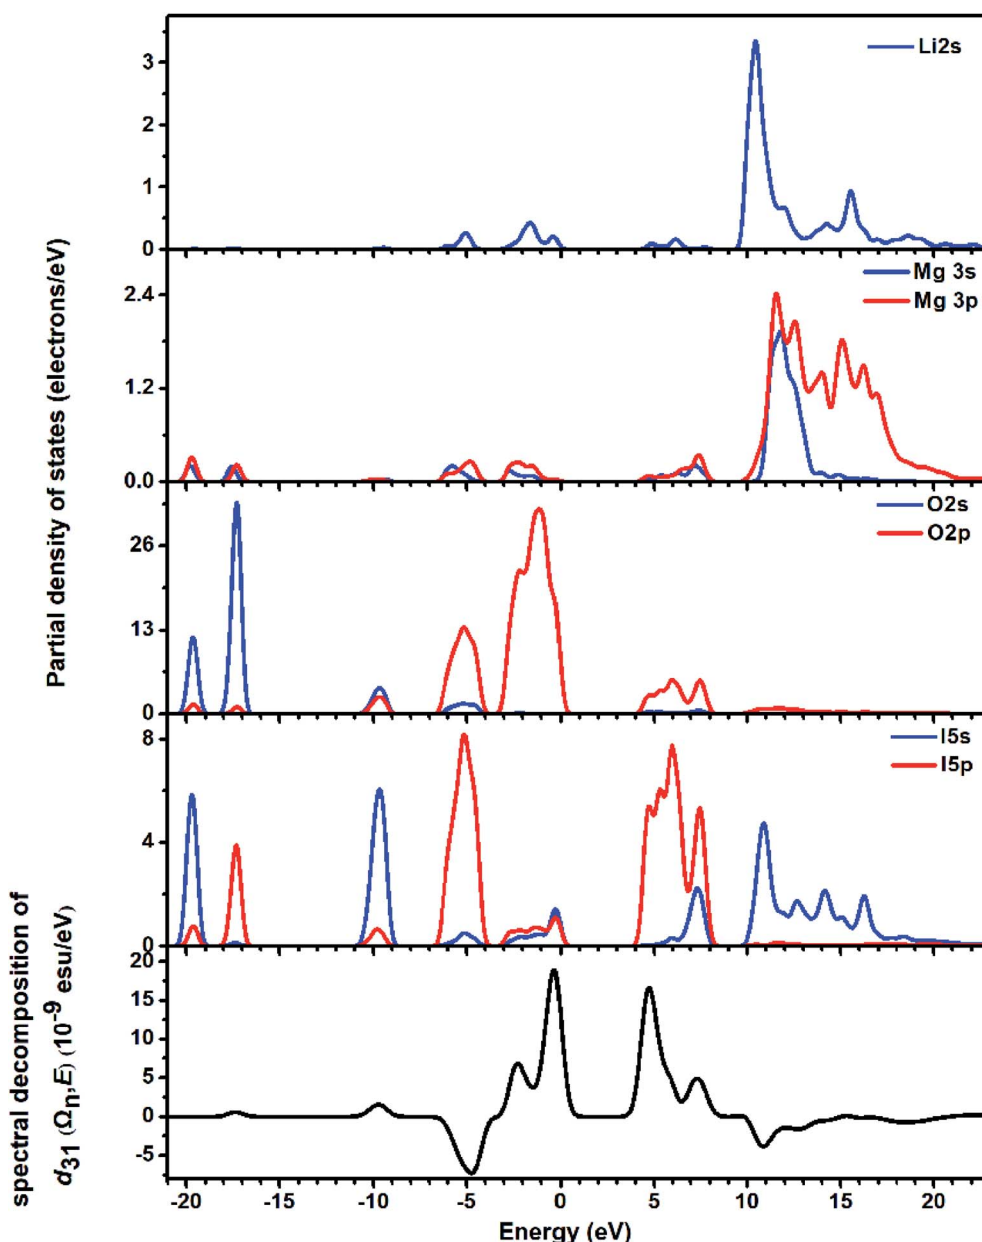 Partial density of states (electrons/eV)
spectral decomposition of
d31 (Ωn,E) (10-9 esu/eV)
Li2s
3
2
1
0
Mg 3s
Mg 3p
2.4
1.2
0.0
O2s
O2p
26
13
0
I5s
I5p
8
4
0
20
15
10
5
0
-5
-20 -15 -10 -5 0 5 10 15 20
Energy (eV)